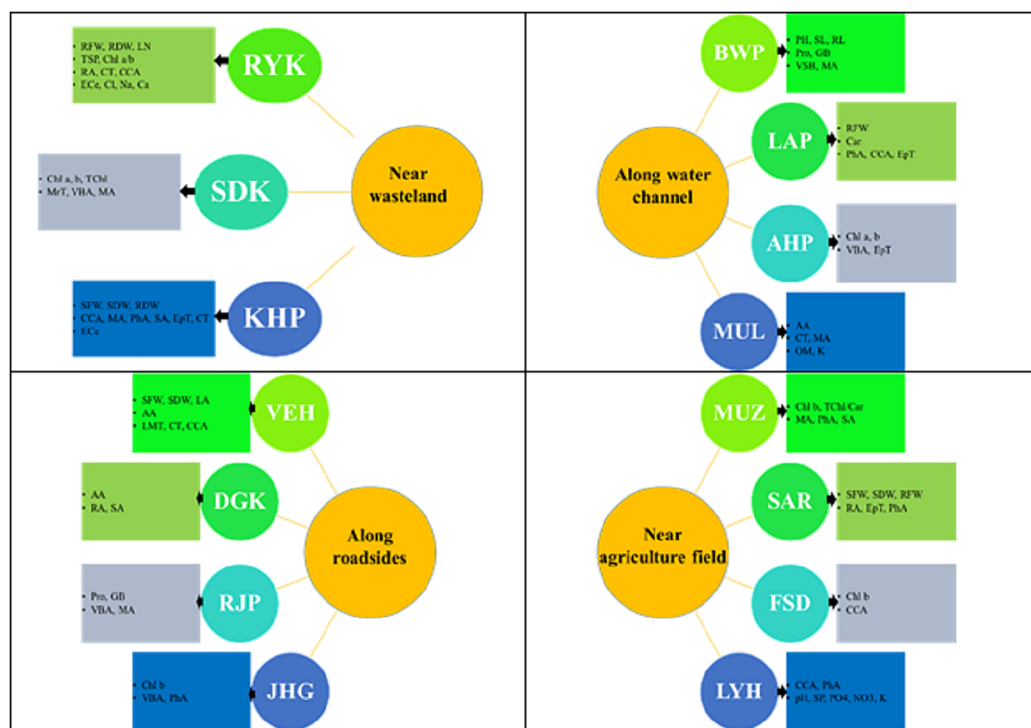 • RFW, RDW, LN
• TSP, Chl a/b
• RA, CT, CCA
• ECe, Cl, Na, Ca
RYK
• Chl a, b, TChl
• MrT, VBA, MA
SDK
• SFW, SDW, RDW
• CCA, MA, PhA, SA, EpT, CT
• ECe
KHP
Near
wasteland
BWP
• PH, SL, RL
• Pro, GB
• VSB, MA
LAP
• RFW
• Car
• PhA, CCA, EpT
Along water
channel
AHP
• Chl a, b
• VBA, EpT
MUL
• AA
• CT, MA
• OM, K
• SFW, SDW, LA
• AA
• LMT, CT, CCA
VEH
• AA
• RA, SA
DGK
• Pro, GB
• VBA, MA
RJP
• Chl b
• VBA, PhA
JHG
Along
roadsides
MUZ
• Chl b, TChl/Car
• MA, PhA, SA
SAR
• SFW, SDW, RFW
• RA, EpT, PhA
Near
agriculture field
FSD
• Chl b
• CCA
LYH
• CCA, PhA
• pH, SP, PO4, NO3, K